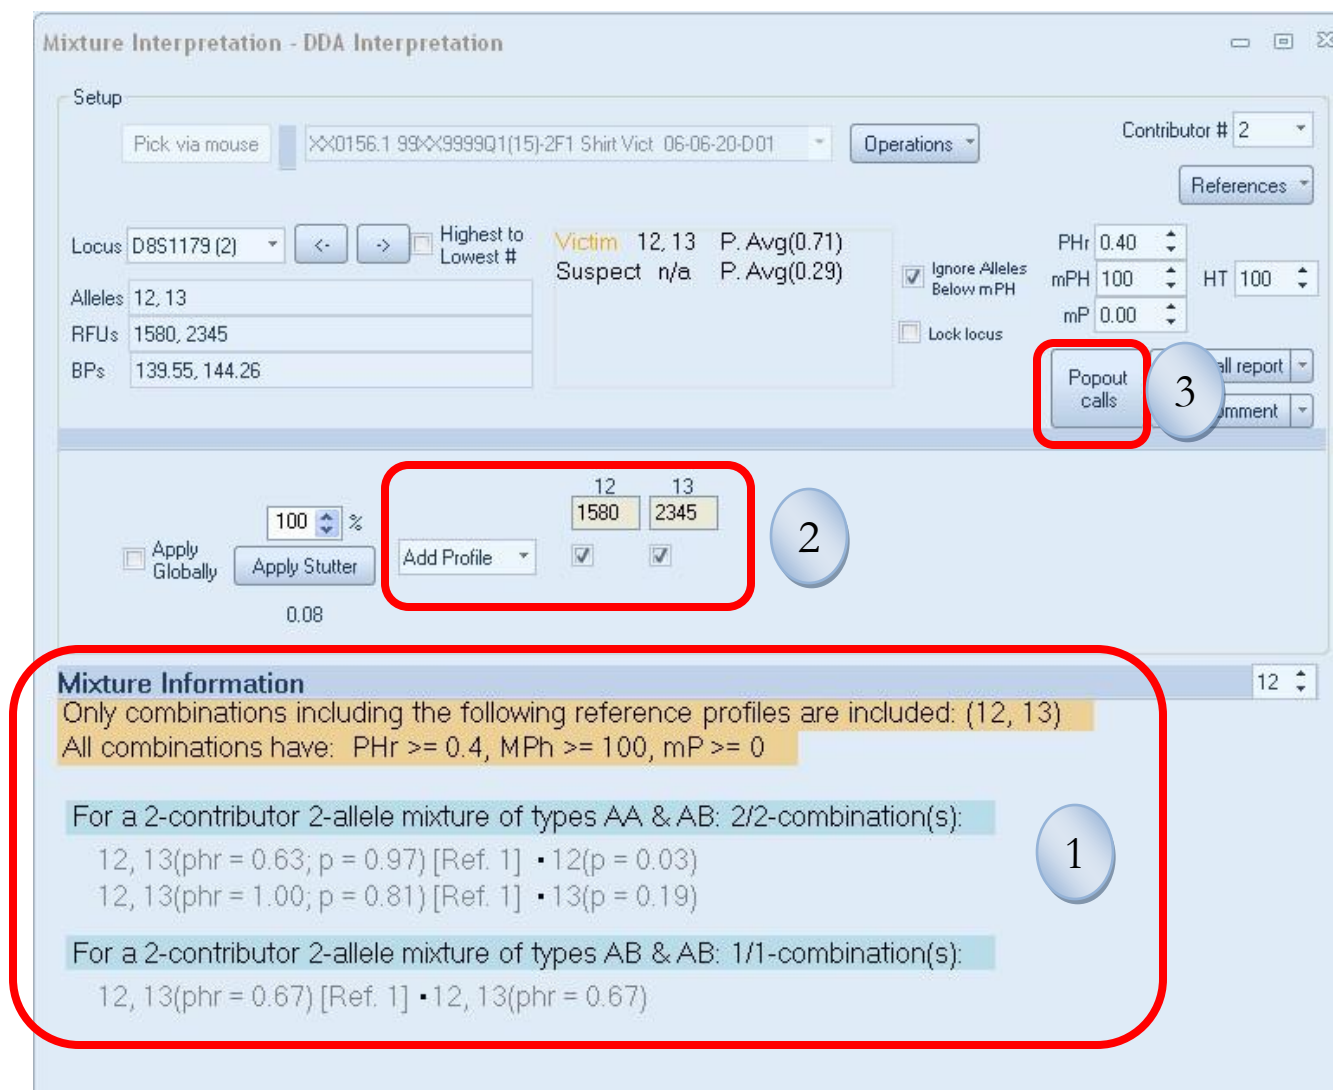 Mixture Interpretation - DDA Interpretation
Setup
Pick via mouse
XX0156.1 99XX9999Q1(15)-2F1 Shirt Vict 06-06-20-D01
Operations
Contributor # 2
References
Locus D8S1179 (2) <- -> Highest to
Lowest #
Alleles 12, 13
RFUs 1580, 2345
BPs 139.55, 144.26
Victim 12, 13 P. Avg(0.71)
Suspect n/a P. Avg(0.29)
Ignore Alleles
Below mPH
Lock locus
PHr 0.40
mPH 100 HT 100
mP 0.00
Popout
calls
3
all report
mment
12 13
1580 2345
100 %
Apply
Globally
Apply Stutter
0.08
Add Profile
2
Mixture Information 12
Only combinations including the following reference profiles are included: (12, 13)
All combinations have: PHr >= 0.4, MPh >= 100, mP >= 0
For a 2-contributor 2-allele mixture of types AA & AB: 2/2-combination(s):
12, 13(phr = 0.63; p = 0.97) [Ref. 1] ▪ 12(p = 0.03)
12, 13(phr = 1.00; p = 0.81) [Ref. 1] ▪ 13(p = 0.19)
1
For a 2-contributor 2-allele mixture of types AB & AB: 1/1-combination(s):
12, 13(phr = 0.67) [Ref. 1] ▪ 12, 13(phr = 0.67)